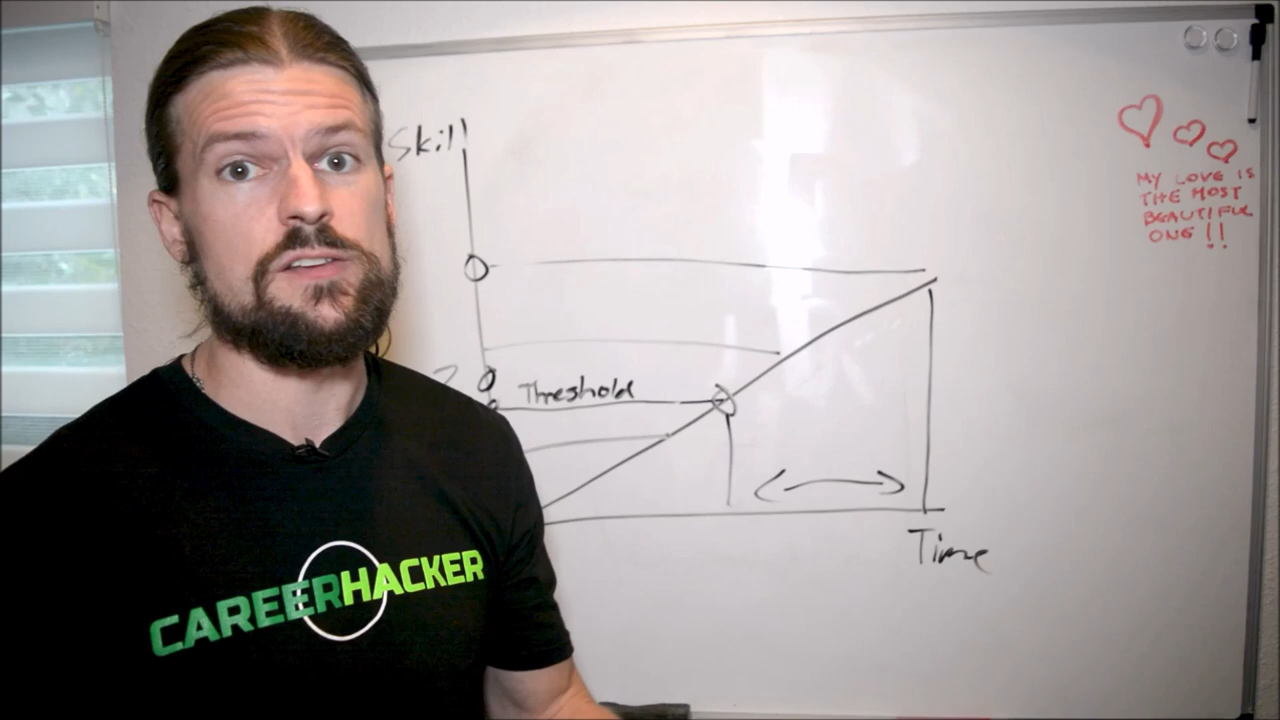 Skill
MY LOVE IS
THE MOST
BEAUTIFUL
ONE!!
?
Threshold
Time
CAREERHACKER